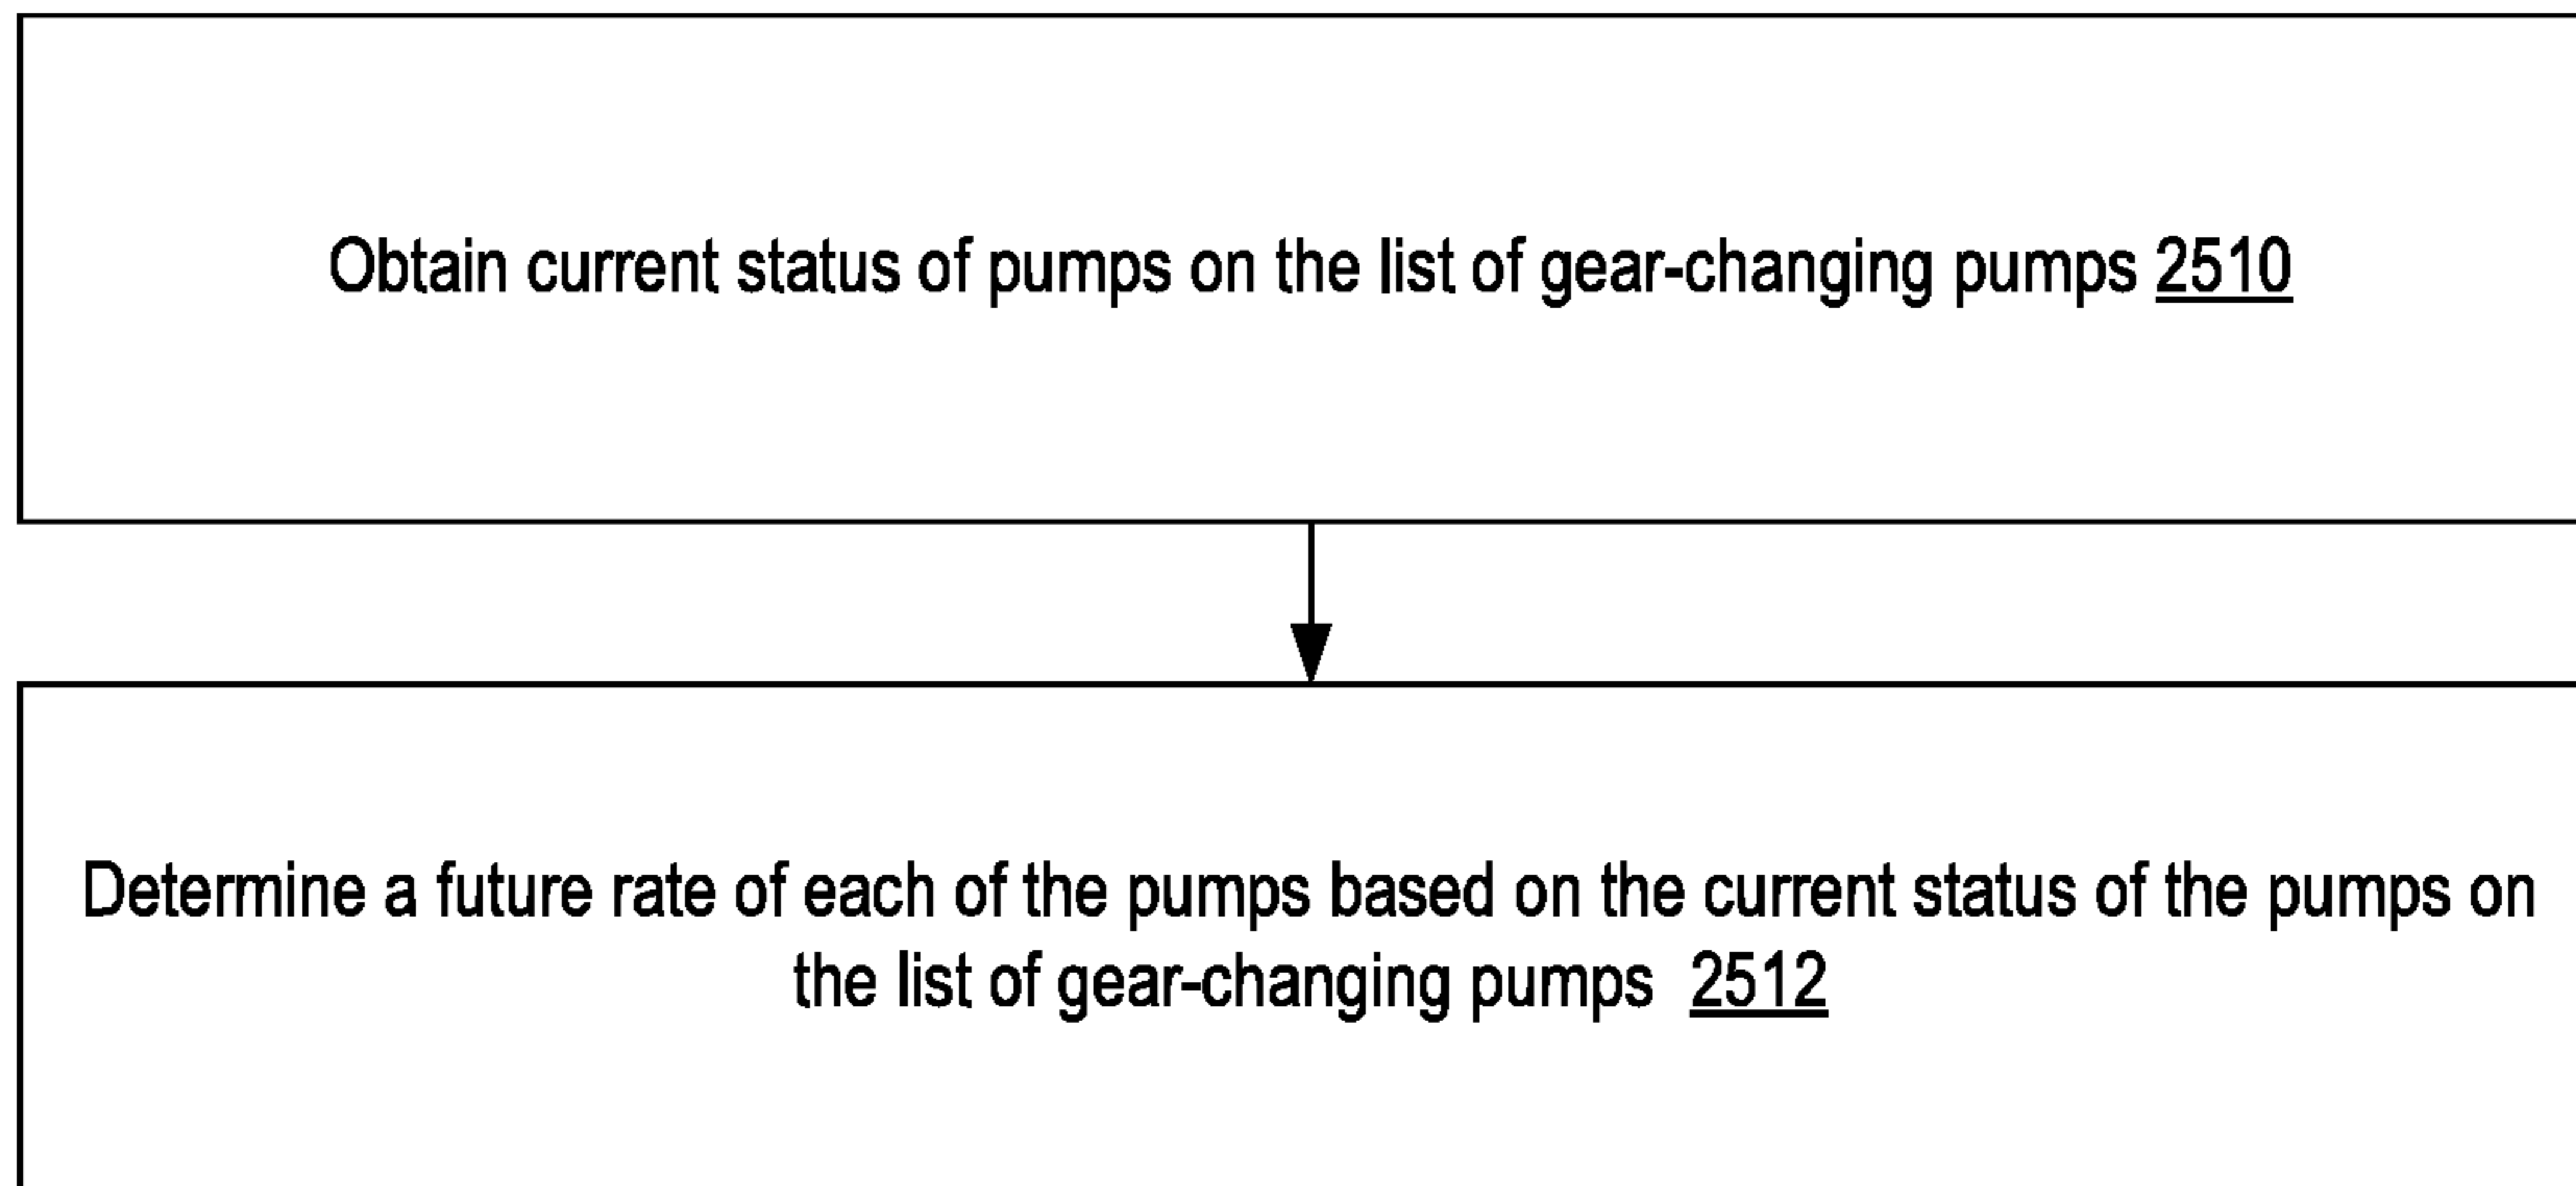 Obtain current status of pumps on the list of gear-changing pumps 2510
Determine a future rate of each of the pumps based on the current status of the pumps on
the list of gear-changing pumps 2512